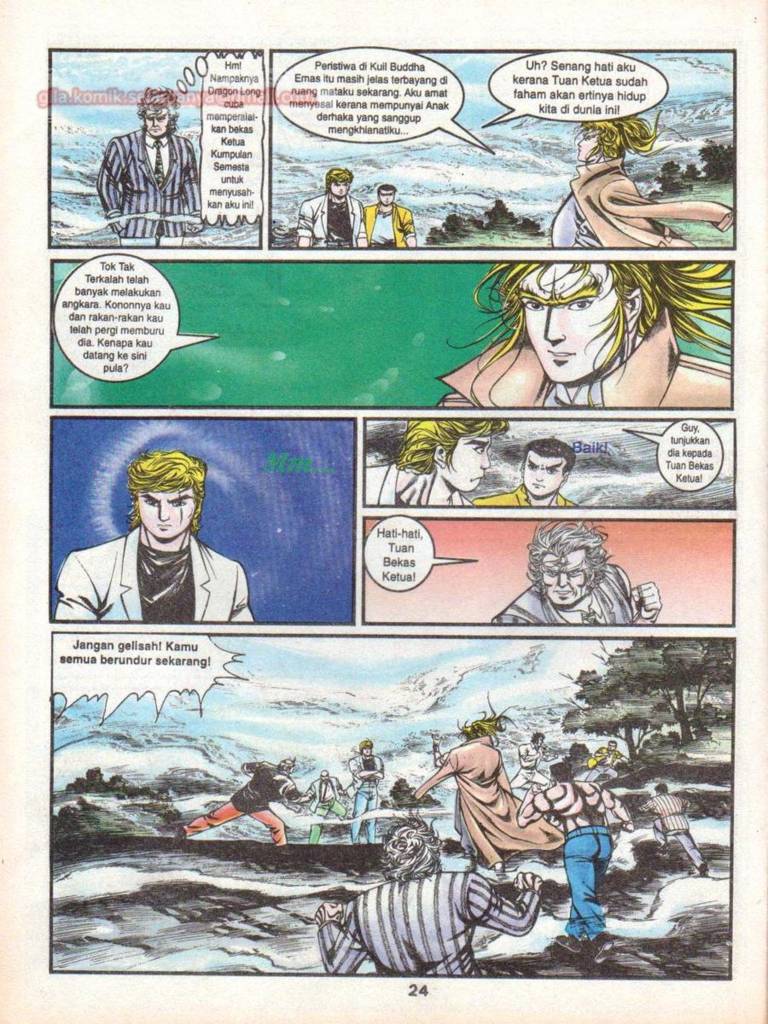 Hm!
Nampaknya
Dragon Long
cuba
memperalat-
kan bekas
Ketua
Kumpulan
Semesta
untuk
menyusah-
kan aku ini!
Peristiwa di Kuil Buddha
Emas itu masih jelas terbayang di
ruang mataku sekarang. Aku amat
menyesal kerana mempunyai Anak
derhaka yang sanggup
mengkhianatiku...
Uh? Senang hati aku
kerana Tuan Ketua sudah
faham akan ertinya hidup
kita di dunia ini!
Tok Tak
Terkalah telah
banyak melakukan
angkara. Kononnya kau
dan rakan-rakan kau
telah pergi memburu
dia. Kenapa kau
datang ke sini
pula?
Mm...
Baik!
Guy,
tunjukkan
dia kepada
Tuan Bekas
Ketua!
Hati-hati,
Tuan
Bekas
Ketua!
Jangan gelisah! Kamu
semua berundur sekarang!
24